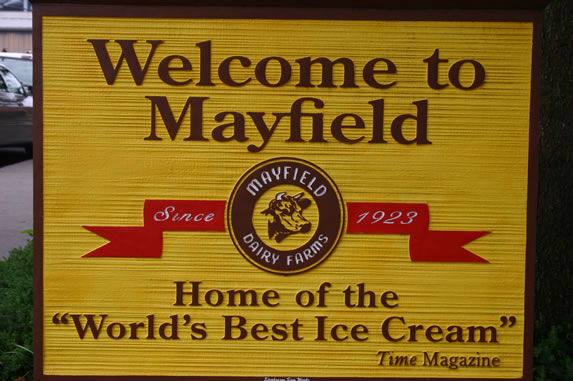 Welcome to
Mayfield
MAYFIELD
Since 1923
DAIRY FARMS
Home of the
“World's Best Ice Cream”
Time Magazine